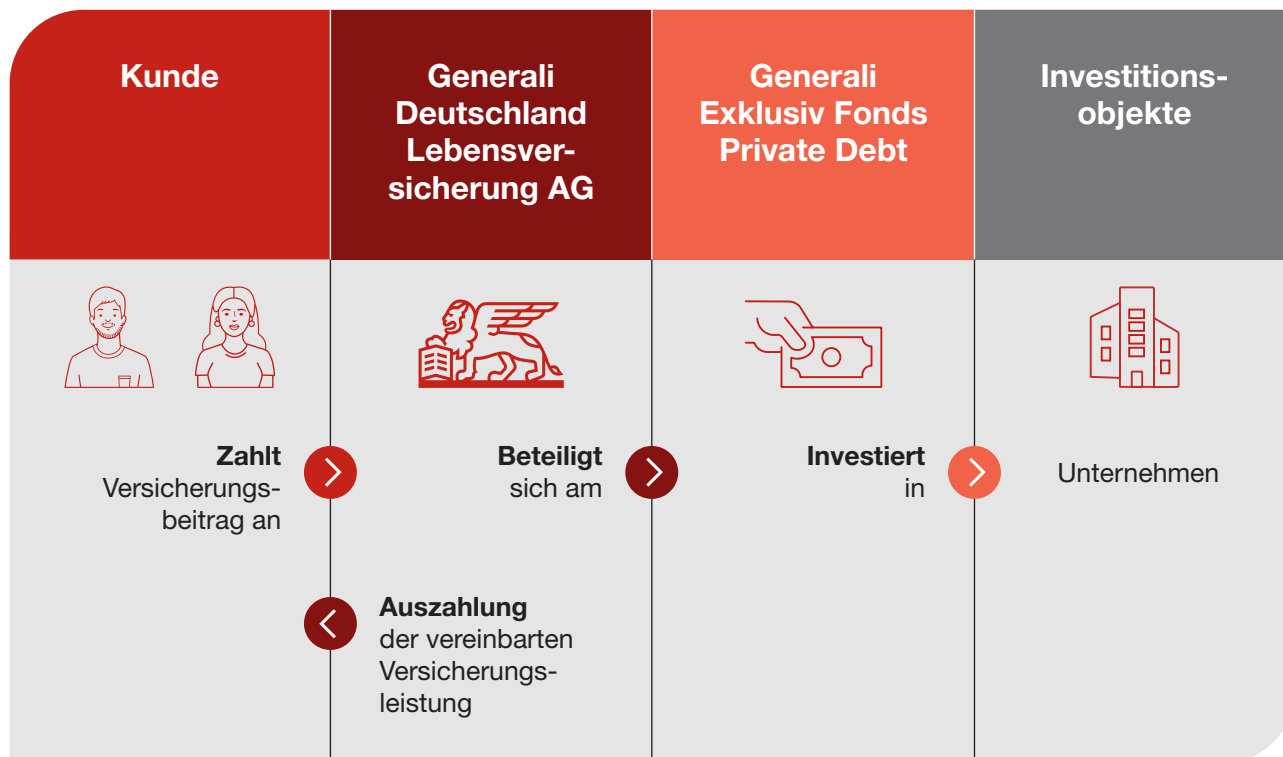 Kunde
Generali
Deutschland
Lebensver-
sicherung AG
Generali
Exklusiv Fonds
Private Debt
Investitions-
objekte
Zahlt
Versicherungs-
beitrag an
Beteiligt
sich am
Investiert
in
Unternehmen
Auszahlung
der vereinbarten
Versicherungs-
leistung